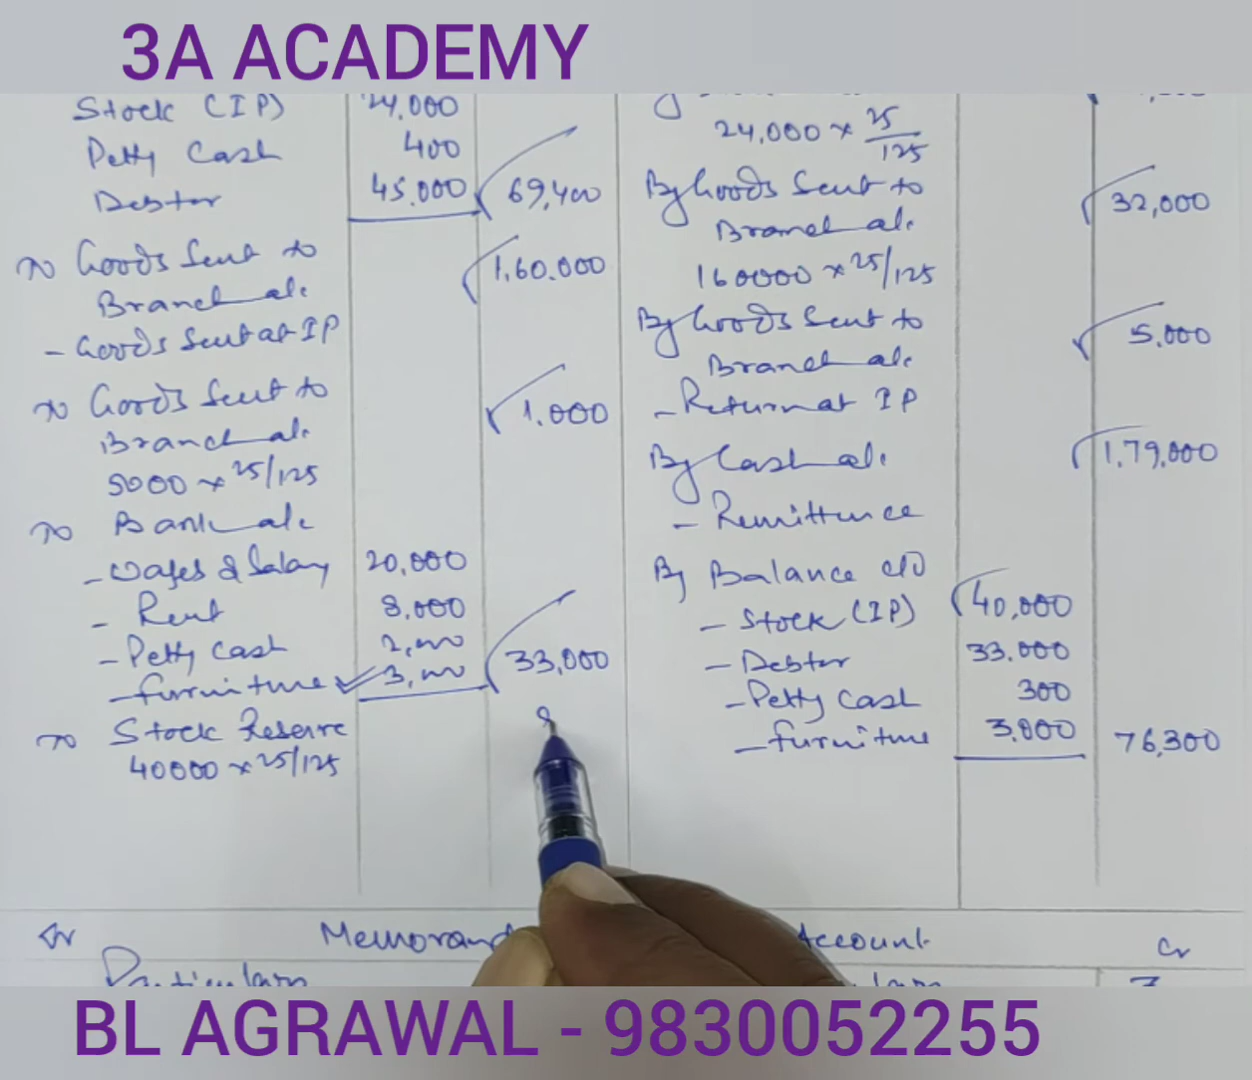 3A ACADEMY
Stock (IP) 24,000
Petty Cash 400
Debtor 45.000 69,400
To Goods Sent to 1,60.000
Branch a/c
- Goods Sent at IP
To Goods Sent to 1.000
Branch a/c
5000 x 25/125
To Bank a/c
- Wages & Salary 20,000
- Rent 8,000
- Petty Cash 2,000
- Furniture 3,000 33,000
To Stock Reserve 8
40000 x 25/125
24,000 x 25/125
By Goods Sent to 32,000
Branch a/c
160000 x 25/125
By Goods Sent to 5.000
Branch a/c
- Return at IP
By Cash a/c 1,79,000
- Remittance
By Balance c/d
- Stock (IP) 40,000
- Debtor 33.000
- Petty Cash 300
- Furniture 3.000 76,300
Dr Account Cr
Particulars
BL AGRAWAL - 9830052255